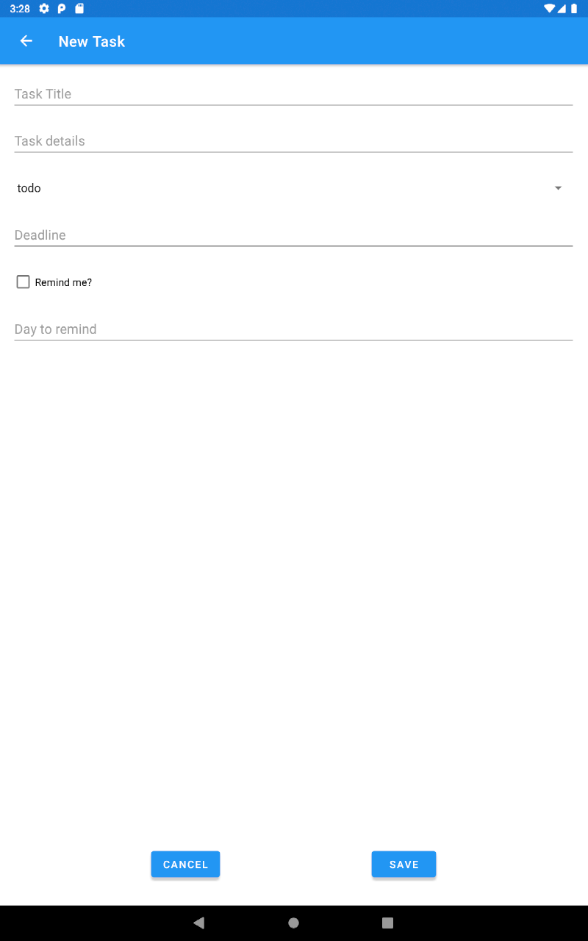 3:28
New Task
Task Title
Task details
todo
Deadline
Remind me?
Day to remind
CANCEL
SAVE